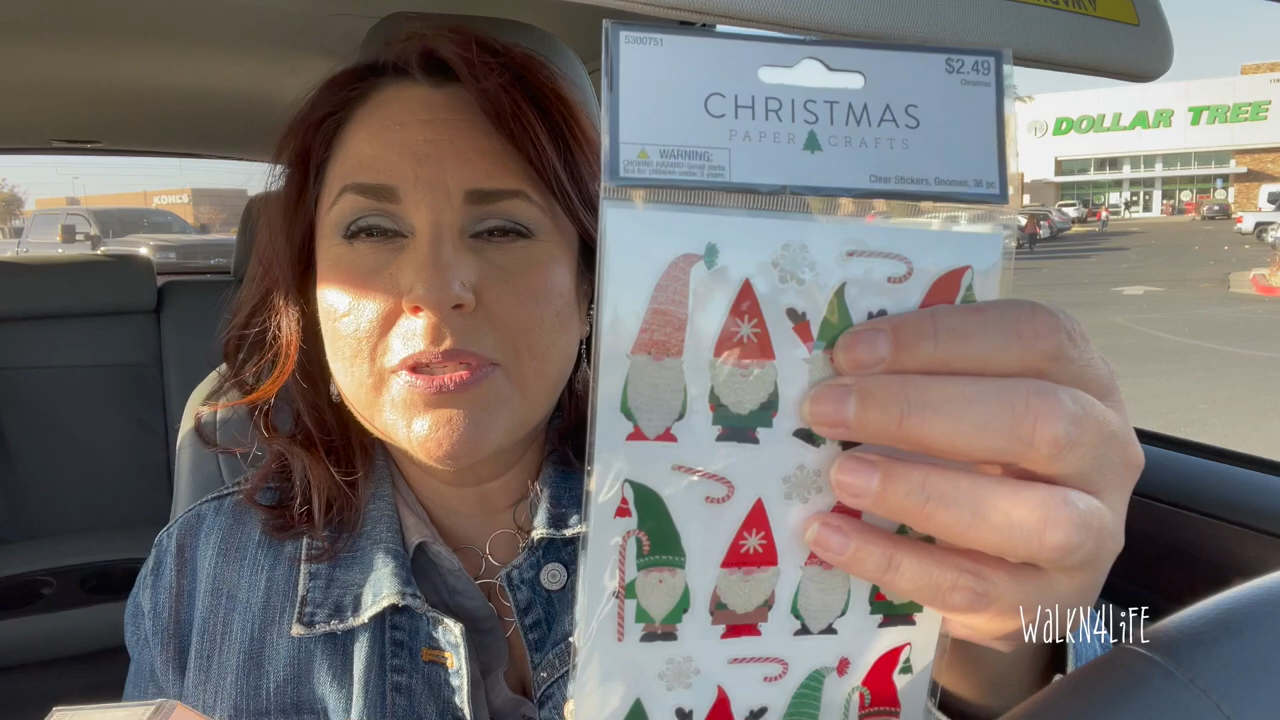 5300751
$2.49
Christmas
CHRISTMAS
PAPER CRAFTS
WARNING:
CHOKING HAZARD-Small parts
Not for children under 3 years
Clear Stickers, Gnomes, 36 pc
DOLLAR TREE
KOHL'S
WALKN4LIFE